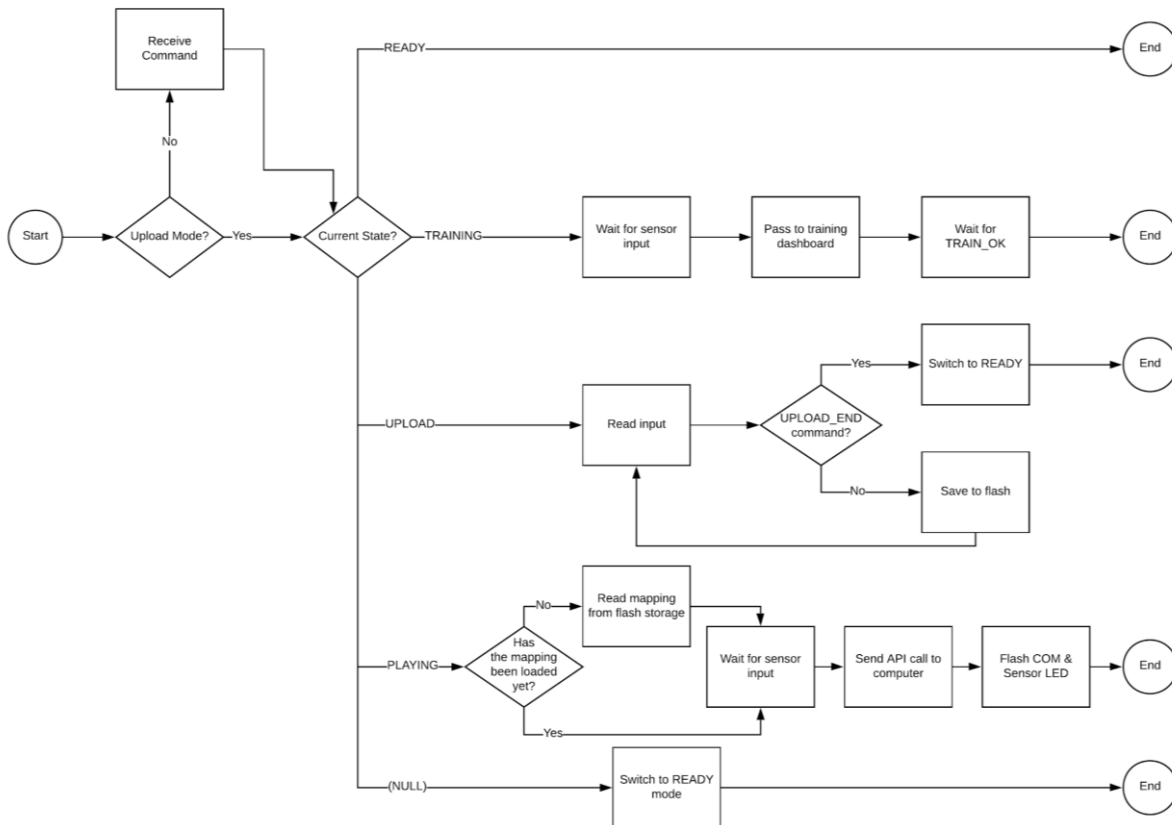 Receive
Command
READY
End
No
Start
Upload Mode?
Yes
Current State?
TRAINING
Wait for sensor
input
Pass to training
dashboard
Wait for
TRAIN_OK
End
Yes
Switch to READY
End
UPLOAD
Read input
UPLOAD_END
command?
No
Save to flash
No
Read mapping
from flash storage
PLAYING
Has
the mapping
been loaded
yet?
Yes
Wait for sensor
input
Send API call to
computer
Flash COM &
Sensor LED
End
(NULL)
Switch to READY
mode
End